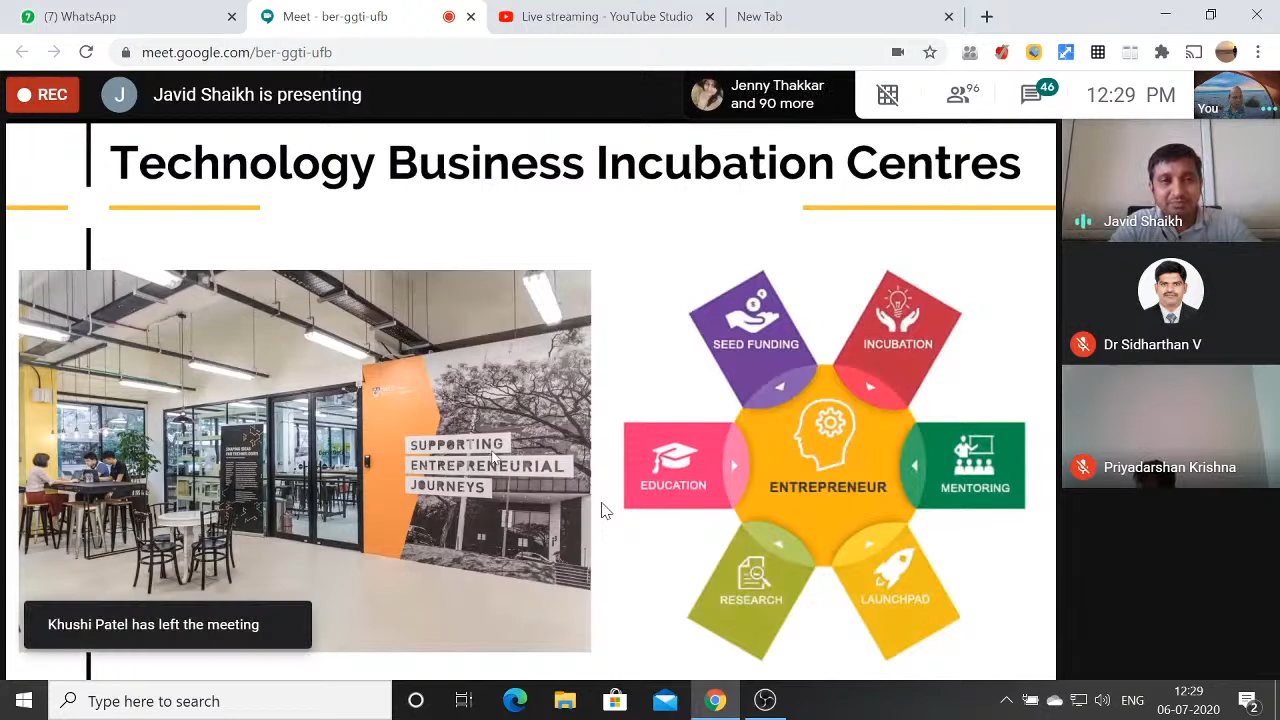 (7) WhatsApp
Meet - ber-ggti-ufb
Live streaming - YouTube Studio
New Tab
meet.google.com/ber-ggti-ufb
REC
J
Javid Shaikh is presenting
Jenny Thakkar
and 90 more
96
46
12:29 PM
You
Technology Business Incubation Centres
Javid Shaikh
Dr Sidharthan V
Priyadarshan Krishna
SUPPORTING
ENTREPRENEURIAL
JOURNEYS
SEED FUNDING
INCUBATION
EDUCATION
ENTREPRENEUR
MENTORING
RESEARCH
LAUNCHPAD
Khushi Patel has left the meeting
Type here to search
ENG
12:29
06-07-2020
2